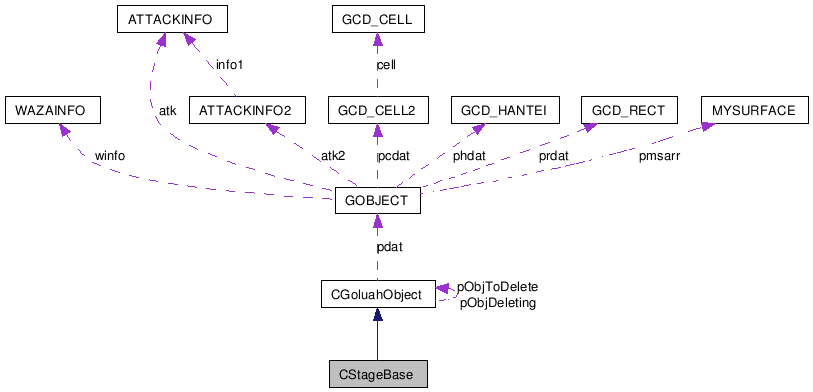 ATTACKINFO
GCD_CELL
info1
cell
WAZAINFO
atk
ATTACKINFO2
GCD_CELL2
GCD_HANTEI
GCD_RECT
MYSURFACE
winfo
atk2
pcdat
phdat
prdat
pmsarr
GOBJECT
pdat
CGoluahObject
pObjToDelete
pObjDeleting
CStageBase